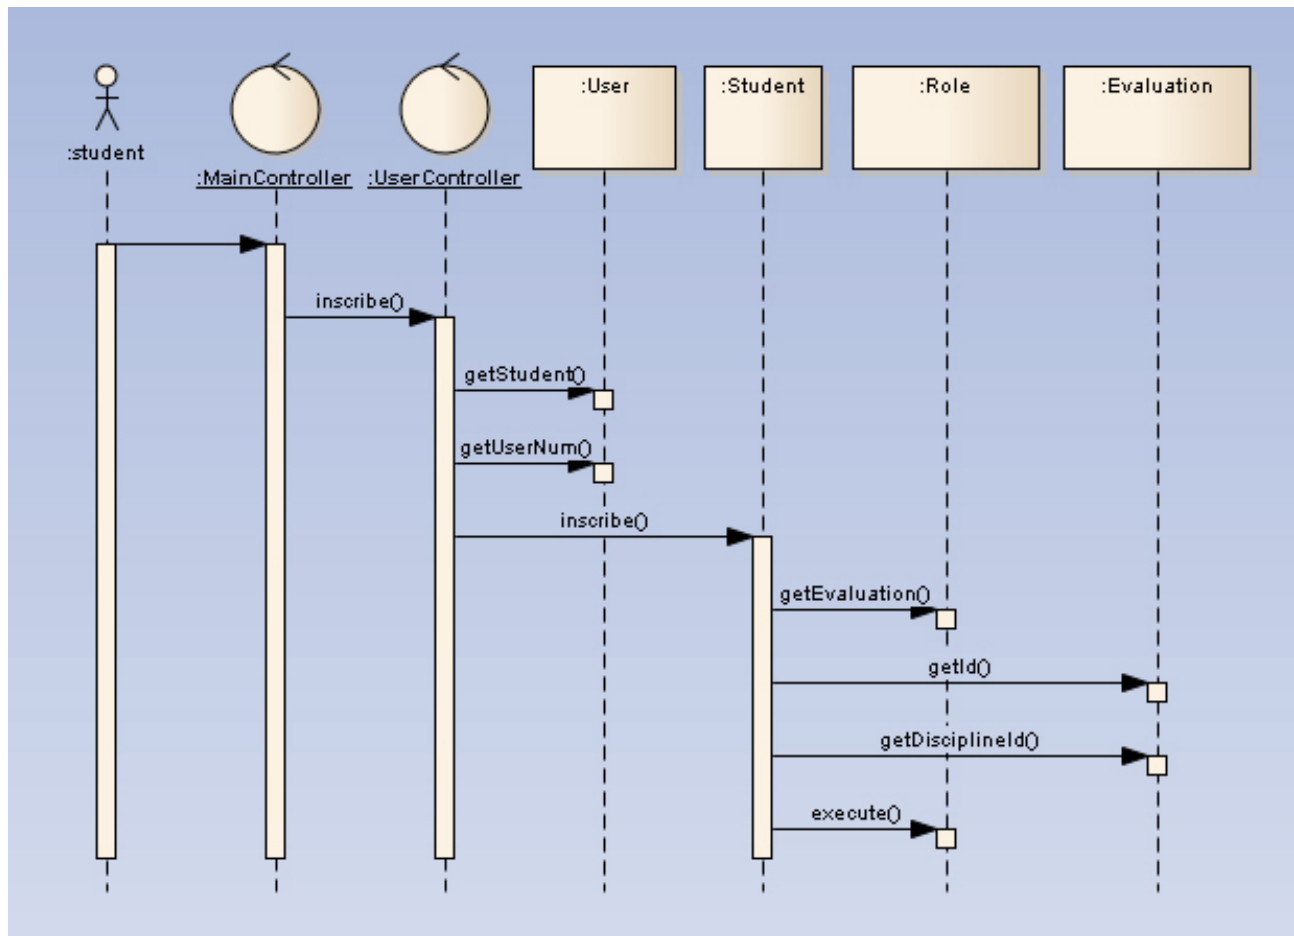 :User
:Student
:Role
:Evaluation
:student
:MainController
:UserController
inscribe()
getStudent()
getUserNum()
inscribe()
getEvaluation()
getId()
getDisciplineId()
execute()